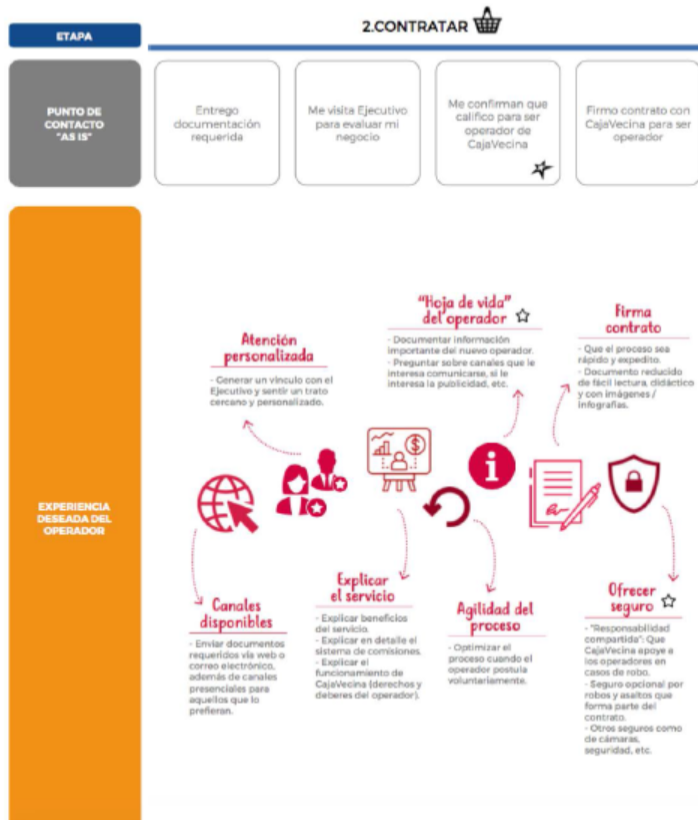 ETAPA
2.CONTRATAR
PUNTO DE
CONTACTO
"AS IS"
Entrego
documentación
requerida
Me visita Ejecutivo
para evaluar mi
negocio
Me confirman que
califico para ser
operador de
CajaVecina
Firmo contrato con
CajaVecina para ser
operador
EXPERIENCIA
DESEADA DEL
OPERADOR
Atención
personalizada
- Generar un vínculo con el
Ejecutivo y sentir un trato
cercano y personalizado.
"Hoja de vida"
del operador
- Documentar información
importante del nuevo operador.
- Preguntar sobre canales que le
interesa comunicarse, si le
interesa la publicidad, etc.
Firma
contrato
- Que el proceso sea
rápido y expedito.
- Documento reducido
de fácil lectura, didáctico
y con imágenes /
infografías.
Canales
disponibles
- Enviar documentos
requeridos vía web o
correo electrónico,
además de canales
presenciales para
aquellos que lo
prefieran.
Explicar
el servicio
- Explicar beneficios
del servicio.
- Explicar en detalle el
sistema de comisiones.
- Explicar el
funcionamiento de
CajaVecina (derechos y
deberes del operador).
Agilidad del
proceso
- Optimizar el
proceso cuando el
operador postula
voluntariamente.
Ofrecer
seguro
- "Responsabilidad
compartida": Que
CajaVecina apoye a
los operadores en
casos de robo.
- Seguro opcional por
robos y asaltos que
forma parte del
contrato.
- Otros seguros como
de cámaras,
seguridad, etc.